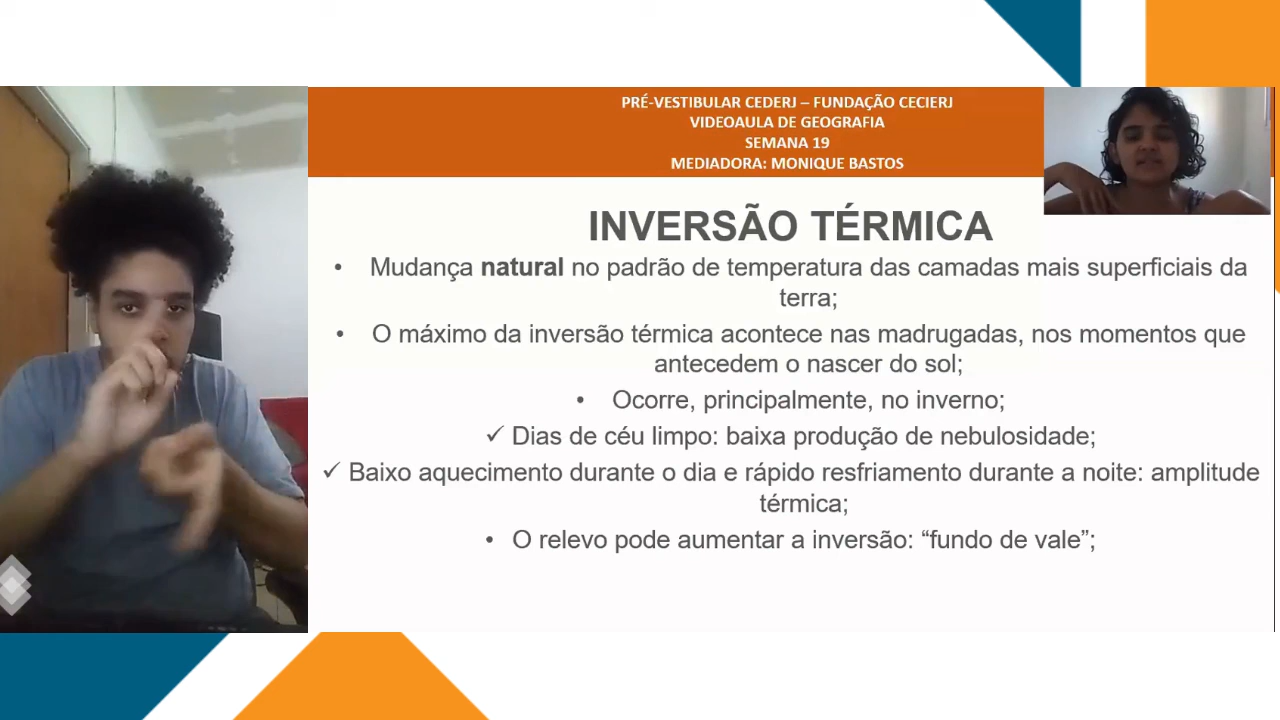 PRÉ-VESTIBULAR CEDERJ – FUNDAÇÃO CECIERJ
VIDEOAULA DE GEOGRAFIA
SEMANA 19
MEDIADORA: MONIQUE BASTOS
INVERSÃO TÉRMICA
• Mudança natural no padrão de temperatura das camadas mais superficiais da
terra;
• O máximo da inversão térmica acontece nas madrugadas, nos momentos que
antecedem o nascer do sol;
• Ocorre, principalmente, no inverno;
✓ Dias de céu limpo: baixa produção de nebulosidade;
✓ Baixo aquecimento durante o dia e rápido resfriamento durante a noite: amplitude
térmica;
• O relevo pode aumentar a inversão: “fundo de vale”;